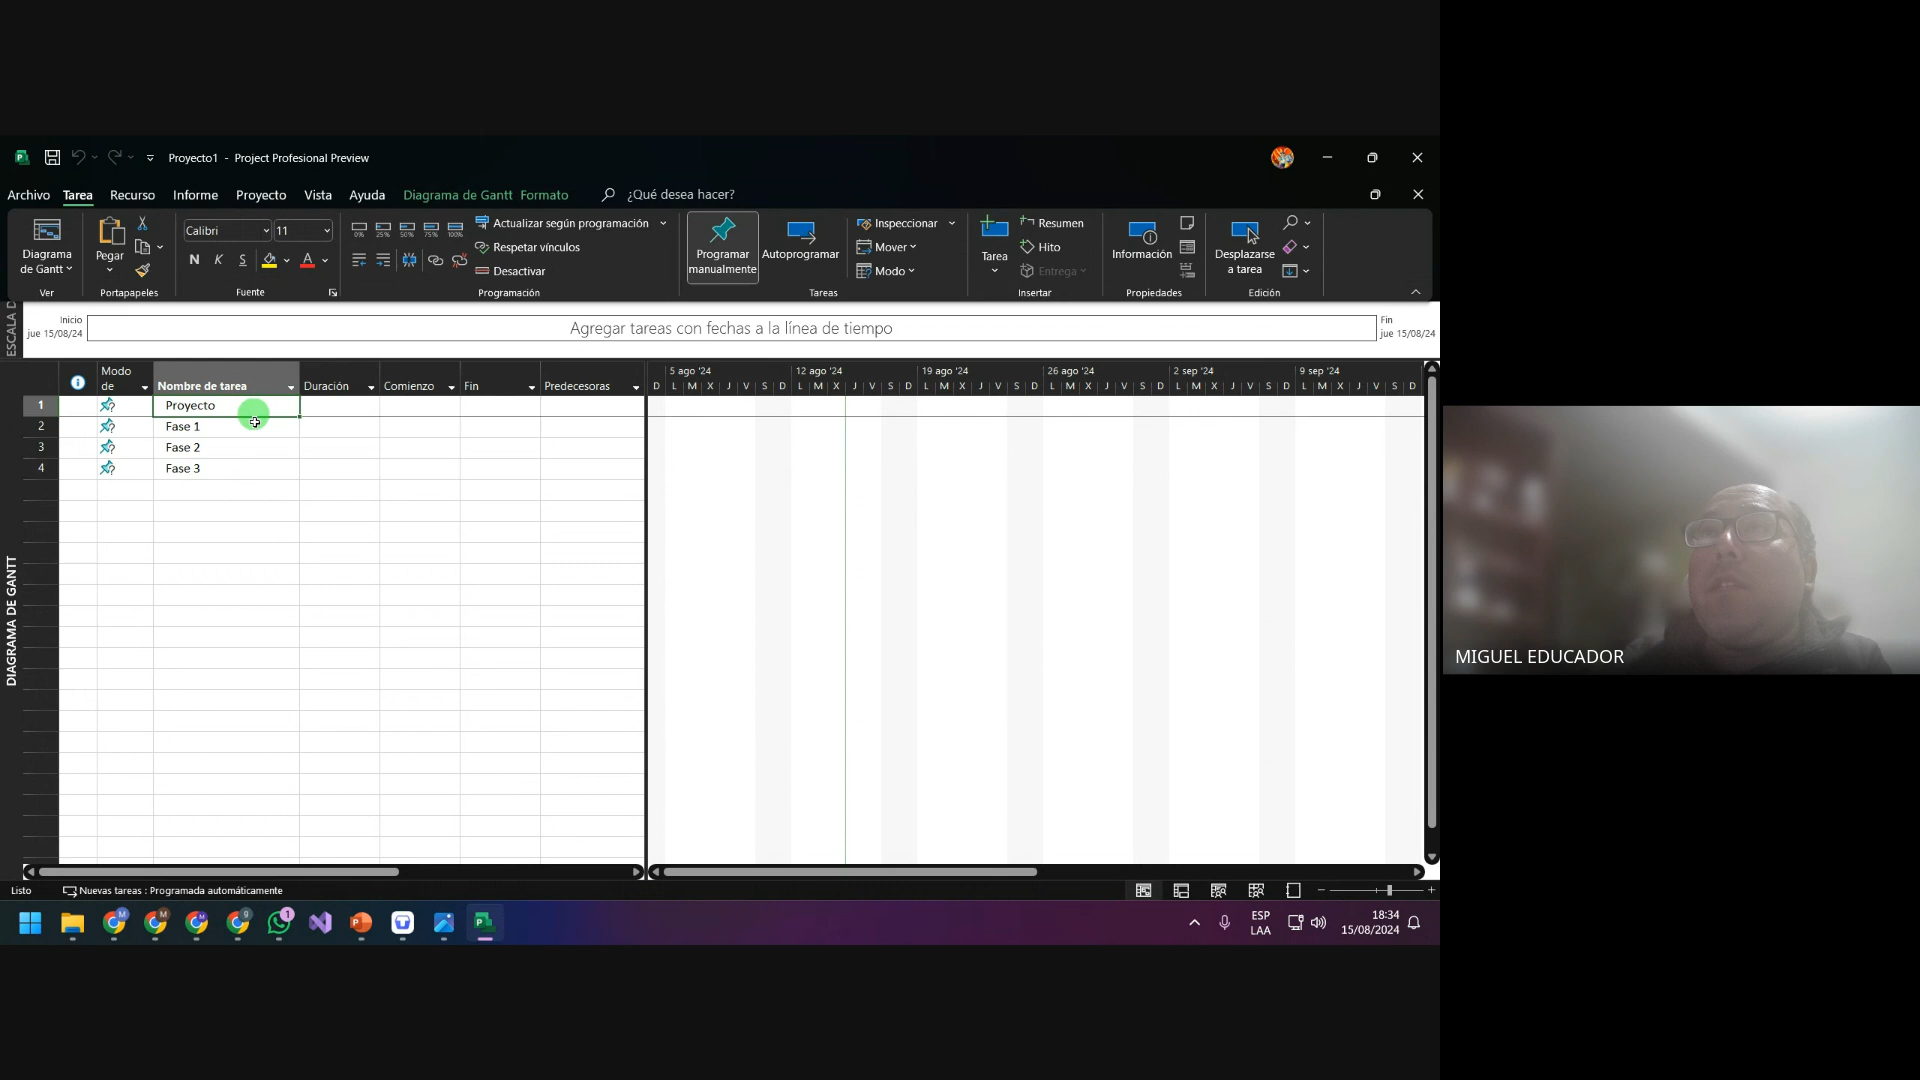 Proyecto1 - Project Profesional Preview
Archivo Tarea Recurso Informe Proyecto Vista Ayuda Diagrama de Gantt Formato ¿Qué desea hacer?
Diagrama de Gantt
Ver
Pegar
Portapapeles
Calibri 11
N K S A
Fuente
0% 25% 50% 75% 100%
Actualizar según programación
Respetar vínculos
Desactivar
Programación
Programar manualmente
Autoprogramar
Inspeccionar
Mover
Modo
Tareas
Tarea
Resumen
Hito
Entrega
Insertar
Información
Propiedades
Desplazarse a tarea
Edición
ESCALA D
Inicio
jue 15/08/24
Agregar tareas con fechas a la línea de tiempo
Fin
jue 15/08/24
Modo de Nombre de tarea Duración Comienzo Fin Predecesoras
5 ago '24 12 ago '24 19 ago '24 26 ago '24 2 sep '24 9 sep '24
D L M X J V S D L M X J V S D L M X J V S D L M X J V S D L M X J V S D L M X J V S D
1 Proyecto
2 Fase 1
3 Fase 2
4 Fase 3
DIAGRAMA DE GANTT
Listo Nuevas tareas : Programada automáticamente
ESP
LAA
18:34
15/08/2024
MIGUEL EDUCADOR